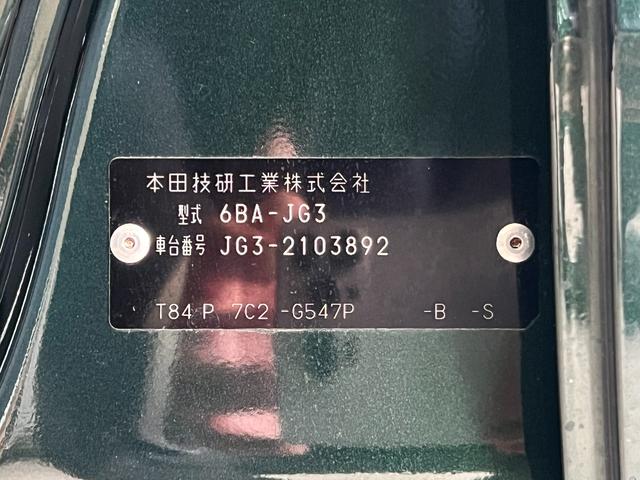 本田技研工業株式会社
型式 6BA-JG3
車台番号 JG3-2103892
T84P 7C2 -G547P -B -S